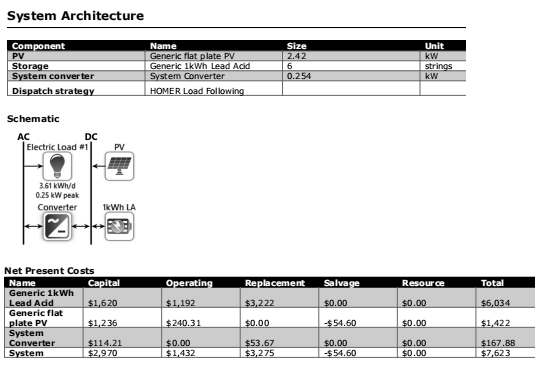 System Architecture
Component Name Size Unit
PV Generic flat plate PV 2.42 kW
Storage Generic 1kWh Lead Acid 6 strings
System converter System Converter 0.254 kW
Dispatch strategy HOMER Load Following
Schematic
AC DC
Electric Load #1 PV
3.61 kWh/d
0.25 kW peak
Converter 1kWh LA
Net Present Costs
Name Capital Operating Replacement Salvage Resource Total
Generic 1kWh
Lead Acid $1,620 $1,192 $3,222 $0.00 $0.00 $6,034
Generic flat
plate PV $1,236 $240.31 $0.00 -$54.60 $0.00 $1,422
System
Converter $114.21 $0.00 $53.67 $0.00 $0.00 $167.88
System $2,970 $1,432 $3,275 -$54.60 $0.00 $7,623